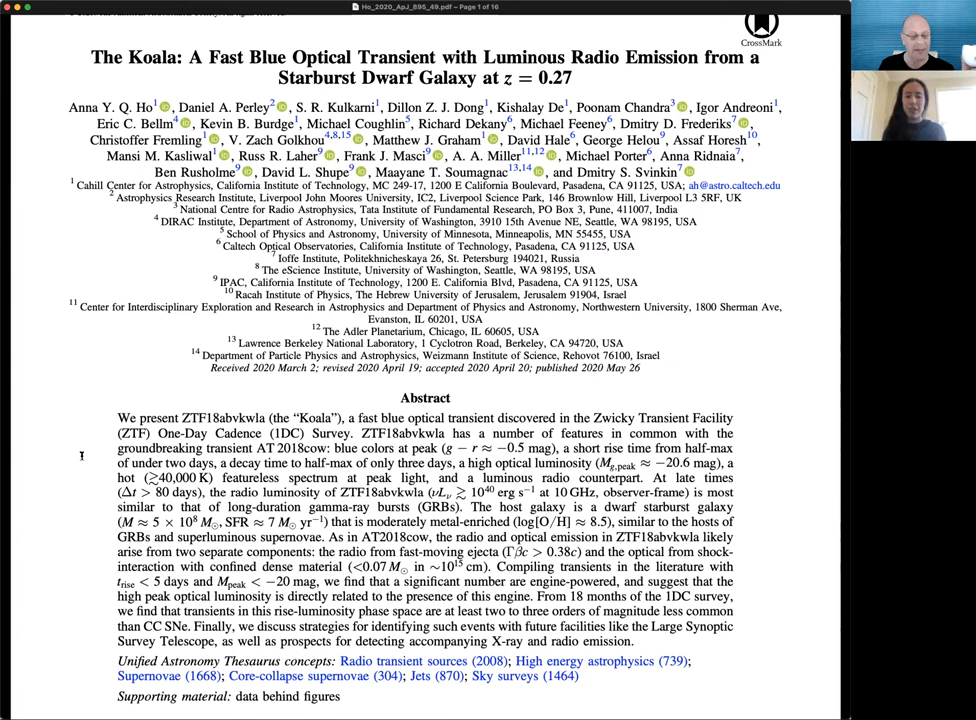 Ho_2020_ApJ_895_49.pdf – Page 1 of 16
CrossMark
The Koala: A Fast Blue Optical Transient with Luminous Radio Emission from a
Starburst Dwarf Galaxy at z = 0.27
Anna Y. Q. Ho1, Daniel A. Perley2, S. R. Kulkarni1, Dillon Z. J. Dong1, Kishalay De1, Poonam Chandra3, Igor Andreoni1,
Eric C. Bellm4, Kevin B. Burdge1, Michael Coughlin5, Richard Dekany6, Michael Feeney6, Dmitry D. Frederiks7,
Christoffer Fremling1, V. Zach Golkhou4,8,15, Matthew J. Graham1, David Hale6, George Helou9, Assaf Horesh10,
Mansi M. Kasliwal1, Russ R. Laher9, Frank J. Masci9, A. A. Miller11,12, Michael Porter6, Anna Ridnaia7,
Ben Rusholme9, David L. Shupe9, Maayane T. Soumagnac13,14, and Dmitry S. Svinkin7
1 Cahill Center for Astrophysics, California Institute of Technology, MC 249-17, 1200 E California Boulevard, Pasadena, CA 91125, USA; ah@astro.caltech.edu
2 Astrophysics Research Institute, Liverpool John Moores University, IC2, Liverpool Science Park, 146 Brownlow Hill, Liverpool L3 5RF, UK
3 National Centre for Radio Astrophysics, Tata Institute of Fundamental Research, PO Box 3, Pune, 411007, India
4 DIRAC Institute, Department of Astronomy, University of Washington, 3910 15th Avenue NE, Seattle, WA 98195, USA
5 School of Physics and Astronomy, University of Minnesota, Minneapolis, MN 55455, USA
6 Caltech Optical Observatories, California Institute of Technology, Pasadena, CA 91125, USA
7 Ioffe Institute, Politekhnicheskaya 26, St. Petersburg 194021, Russia
8 The eScience Institute, University of Washington, Seattle, WA 98195, USA
9 IPAC, California Institute of Technology, 1200 E. California Blvd, Pasadena, CA 91125, USA
10 Racah Institute of Physics, The Hebrew University of Jerusalem, Jerusalem 91904, Israel
11 Center for Interdisciplinary Exploration and Research in Astrophysics and Department of Physics and Astronomy, Northwestern University, 1800 Sherman Ave,
Evanston, IL 60201, USA
12 The Adler Planetarium, Chicago, IL 60605, USA
13 Lawrence Berkeley National Laboratory, 1 Cyclotron Road, Berkeley, CA 94720, USA
14 Department of Particle Physics and Astrophysics, Weizmann Institute of Science, Rehovot 76100, Israel
Received 2020 March 2; revised 2020 April 19; accepted 2020 April 20; published 2020 May 26
Abstract
We present ZTF18abvkwla (the “Koala”), a fast blue optical transient discovered in the Zwicky Transient Facility
(ZTF) One-Day Cadence (1DC) Survey. ZTF18abvkwla has a number of features in common with the
groundbreaking transient AT 2018cow: blue colors at peak (g − r ≈ −0.5 mag), a short rise time from half-max
of under two days, a decay time to half-max of only three days, a high optical luminosity (Mg,peak ≈ −20.6 mag), a
hot (≳40,000 K) featureless spectrum at peak light, and a luminous radio counterpart. At late times
(Δt > 80 days), the radio luminosity of ZTF18abvkwla (νLν ≳ 10^40 erg s−1 at 10 GHz, observer-frame) is most
similar to that of long-duration gamma-ray bursts (GRBs). The host galaxy is a dwarf starburst galaxy
(M ≈ 5 × 10^8 M⊙, SFR ≈ 7 M⊙ yr−1) that is moderately metal-enriched (log[O/H] ≈ 8.5), similar to the hosts of
GRBs and superluminous supernovae. As in AT2018cow, the radio and optical emission in ZTF18abvkwla likely
arise from two separate components: the radio from fast-moving ejecta (Γβc > 0.38c) and the optical from shock-
interaction with confined dense material (<0.07 M⊙ in ∼10^15 cm). Compiling transients in the literature with
trise < 5 days and Mpeak < −20 mag, we find that a significant number are engine-powered, and suggest that the
high peak optical luminosity is directly related to the presence of this engine. From 18 months of the 1DC survey,
we find that transients in this rise-luminosity phase space are at least two to three orders of magnitude less common
than CC SNe. Finally, we discuss strategies for identifying such events with future facilities like the Large Synoptic
Survey Telescope, as well as prospects for detecting accompanying X-ray and radio emission.
Unified Astronomy Thesaurus concepts: Radio transient sources (2008); High energy astrophysics (739);
Supernovae (1668); Core-collapse supernovae (304); Jets (870); Sky surveys (1464)
Supporting material: data behind figures